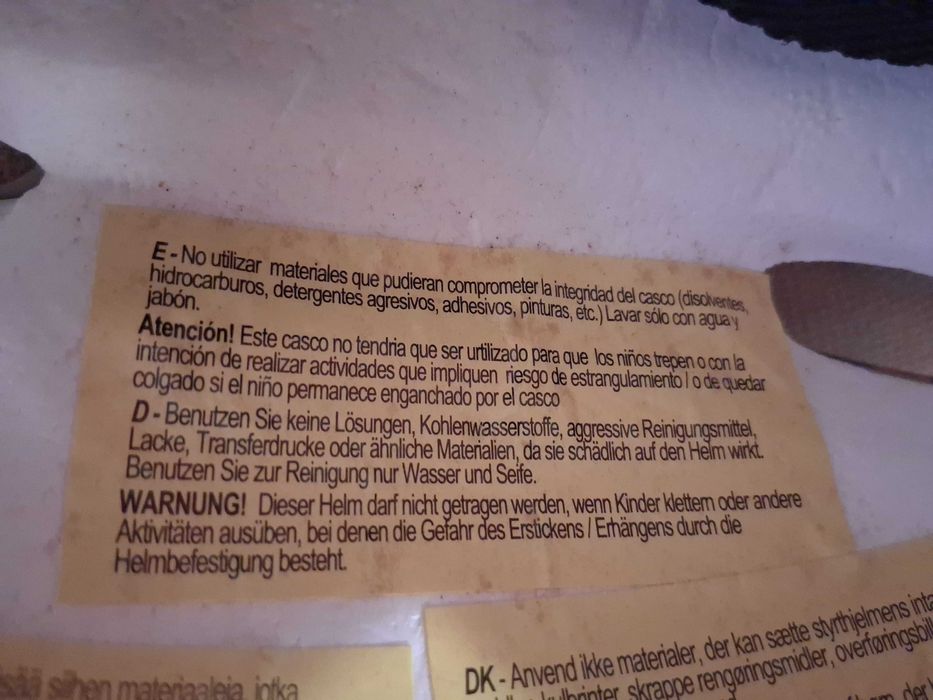 E - No utilizar materiales que pudieran comprometer la integridad del casco (disolventes,
hidrocarburos, detergentes agresivos, adhesivos, pinturas, etc.) Lavar sólo con agua y
jabón.
Atención! Este casco no tendria que ser urtilizado para que los niños trepen o con la
intención de realizar actividades que impliquen riesgo de estrangulamiento / o de quedar
colgado si el niño permanece enganchado por el casco
D - Benutzen Sie keine Lösungen, Kohlenwasserstoffe, aggressive Reinigungsmittel,
Lacke, Transferdrucke oder ähnliche Materialien, da sie schädlich auf den Helm wirkt.
Benutzen Sie zur Reinigung nur Wasser und Seife.
WARNUNG! Dieser Helm darf nicht getragen werden, wenn Kinder klettern oder andere
Aktivitäten ausüben, bei denen die Gefahr des Erstickens / Erhängens durch die
Helmbefestigung besteht.
siihen materiaaleja, jotka
DK - Anvend ikke materialer, der kan sætte styrthjelmens
skrappe rengøringsmidler,